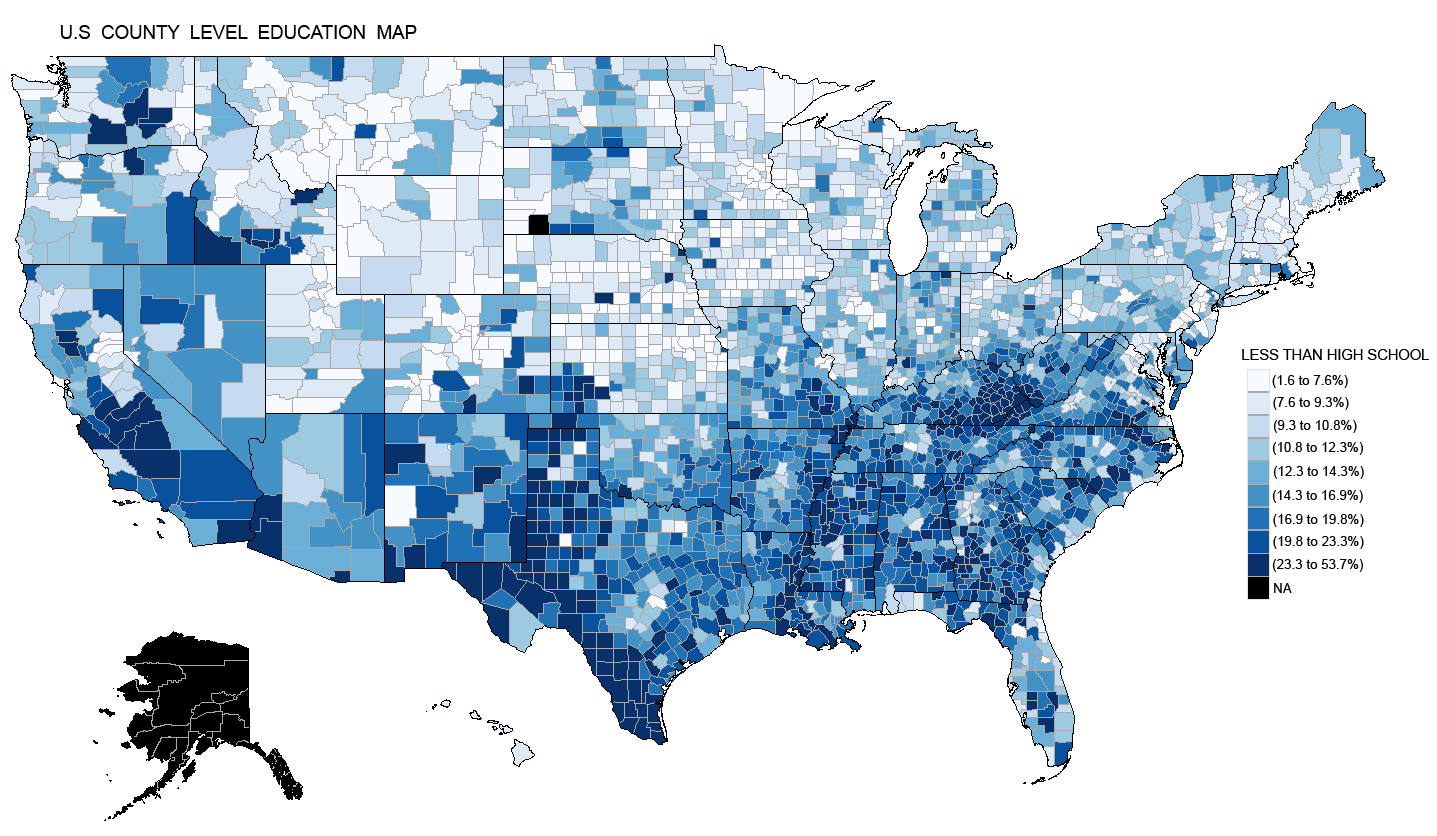 U.S COUNTY LEVEL EDUCATION MAP
LESS THAN HIGH SCHOOL
(1.6 to 7.6%)
(7.6 to 9.3%)
(9.3 to 10.8%)
(10.8 to 12.3%)
(12.3 to 14.3%)
(14.3 to 16.9%)
(16.9 to 19.8%)
(19.8 to 23.3%)
(23.3 to 53.7%)
NA